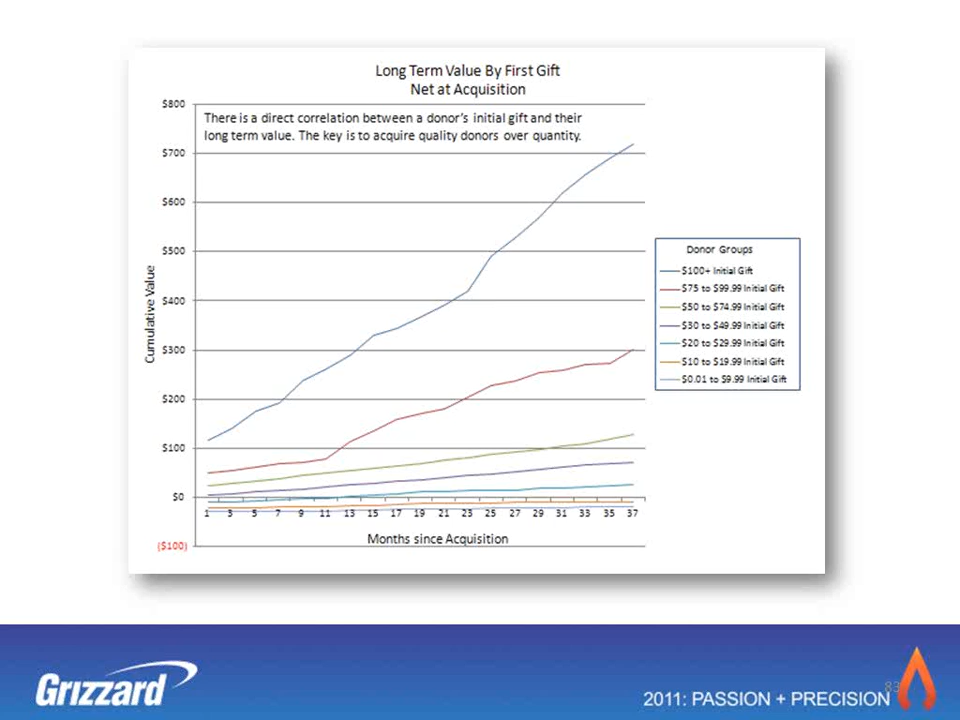 Long Term Value By First Gift
Net at Acquisition
$800
There is a direct correlation between a donor's initial gift and their
long term value. The key is to acquire quality donors over quantity.
$700
$600
$500
$400
$300
$200
$100
$0
($100)
Cumulative Value
1 3 5 7 9 11 13 15 17 19 21 23 25 27 29 31 33 35 37
Months since Acquisition
Donor Groups
$100+ Initial Gift
$75 to $99.99 Initial Gift
$50 to $74.99 Initial Gift
$30 to $49.99 Initial Gift
$20 to $29.99 Initial Gift
$10 to $19.99 Initial Gift
$0.01 to $9.99 Initial Gift
GRIZZARD
2011: PASSION + PRECISION
83